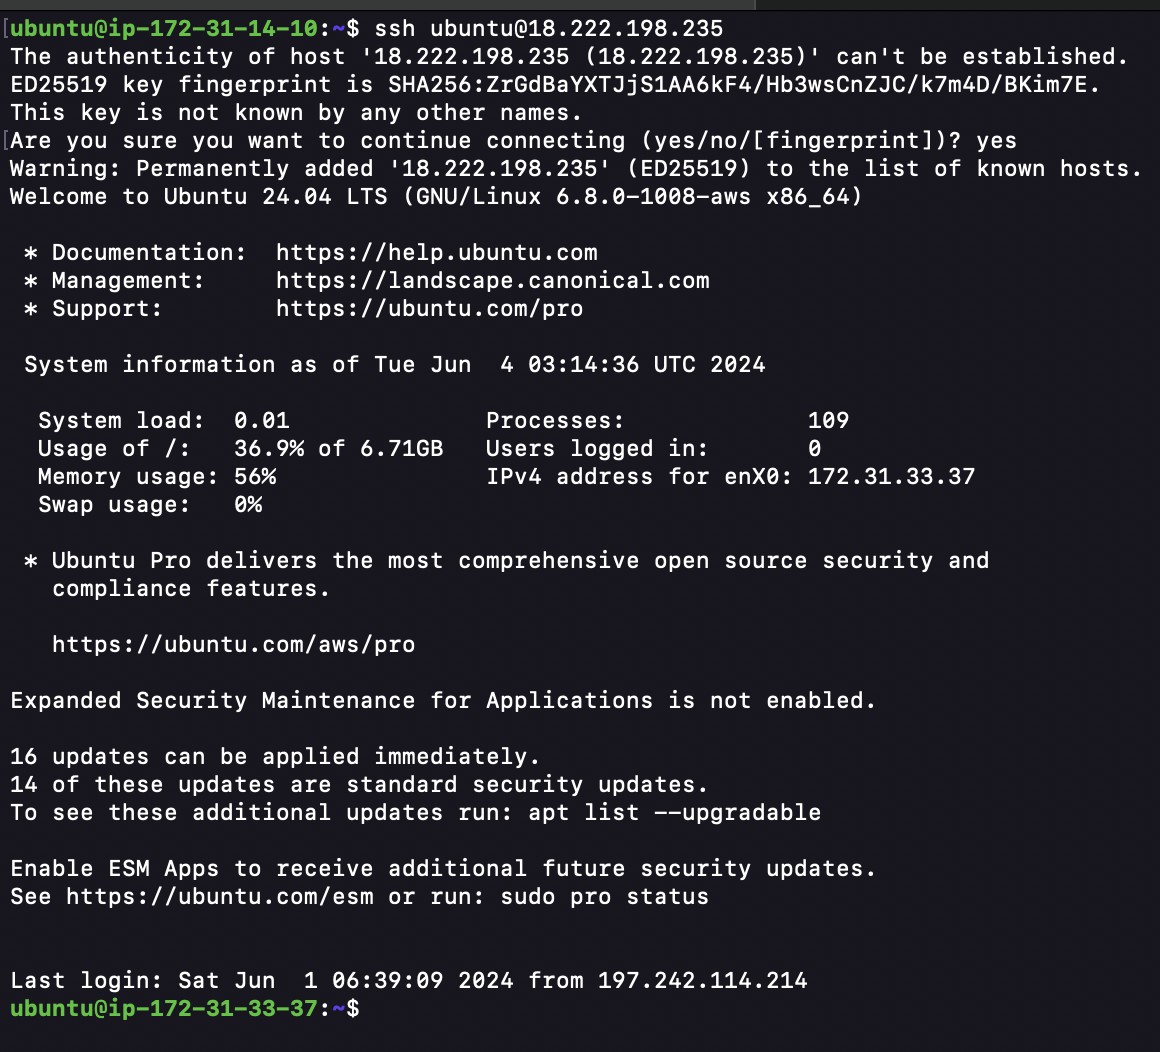 [ubuntu@ip-172-31-14-10:~$ ssh ubuntu@18.222.198.235
The authenticity of host '18.222.198.235 (18.222.198.235)' can't be established.
ED25519 key fingerprint is SHA256:ZrGdBaYXTJjS1AA6kF4/Hb3wsCnZJC/k7m4D/BKim7E.
This key is not known by any other names.
[Are you sure you want to continue connecting (yes/no/[fingerprint])? yes
Warning: Permanently added '18.222.198.235' (ED25519) to the list of known hosts.
Welcome to Ubuntu 24.04 LTS (GNU/Linux 6.8.0-1008-aws x86_64)

 * Documentation:  https://help.ubuntu.com
 * Management:     https://landscape.canonical.com
 * Support:        https://ubuntu.com/pro

 System information as of Tue Jun  4 03:14:36 UTC 2024

  System load:  0.01              Processes:             109
  Usage of /:   36.9% of 6.71GB   Users logged in:       0
  Memory usage: 56%               IPv4 address for enX0: 172.31.33.37
  Swap usage:   0%

 * Ubuntu Pro delivers the most comprehensive open source security and
   compliance features.

   https://ubuntu.com/aws/pro

Expanded Security Maintenance for Applications is not enabled.

16 updates can be applied immediately.
14 of these updates are standard security updates.
To see these additional updates run: apt list --upgradable

Enable ESM Apps to receive additional future security updates.
See https://ubuntu.com/esm or run: sudo pro status


Last login: Sat Jun  1 06:39:09 2024 from 197.242.114.214
ubuntu@ip-172-31-33-37:~$